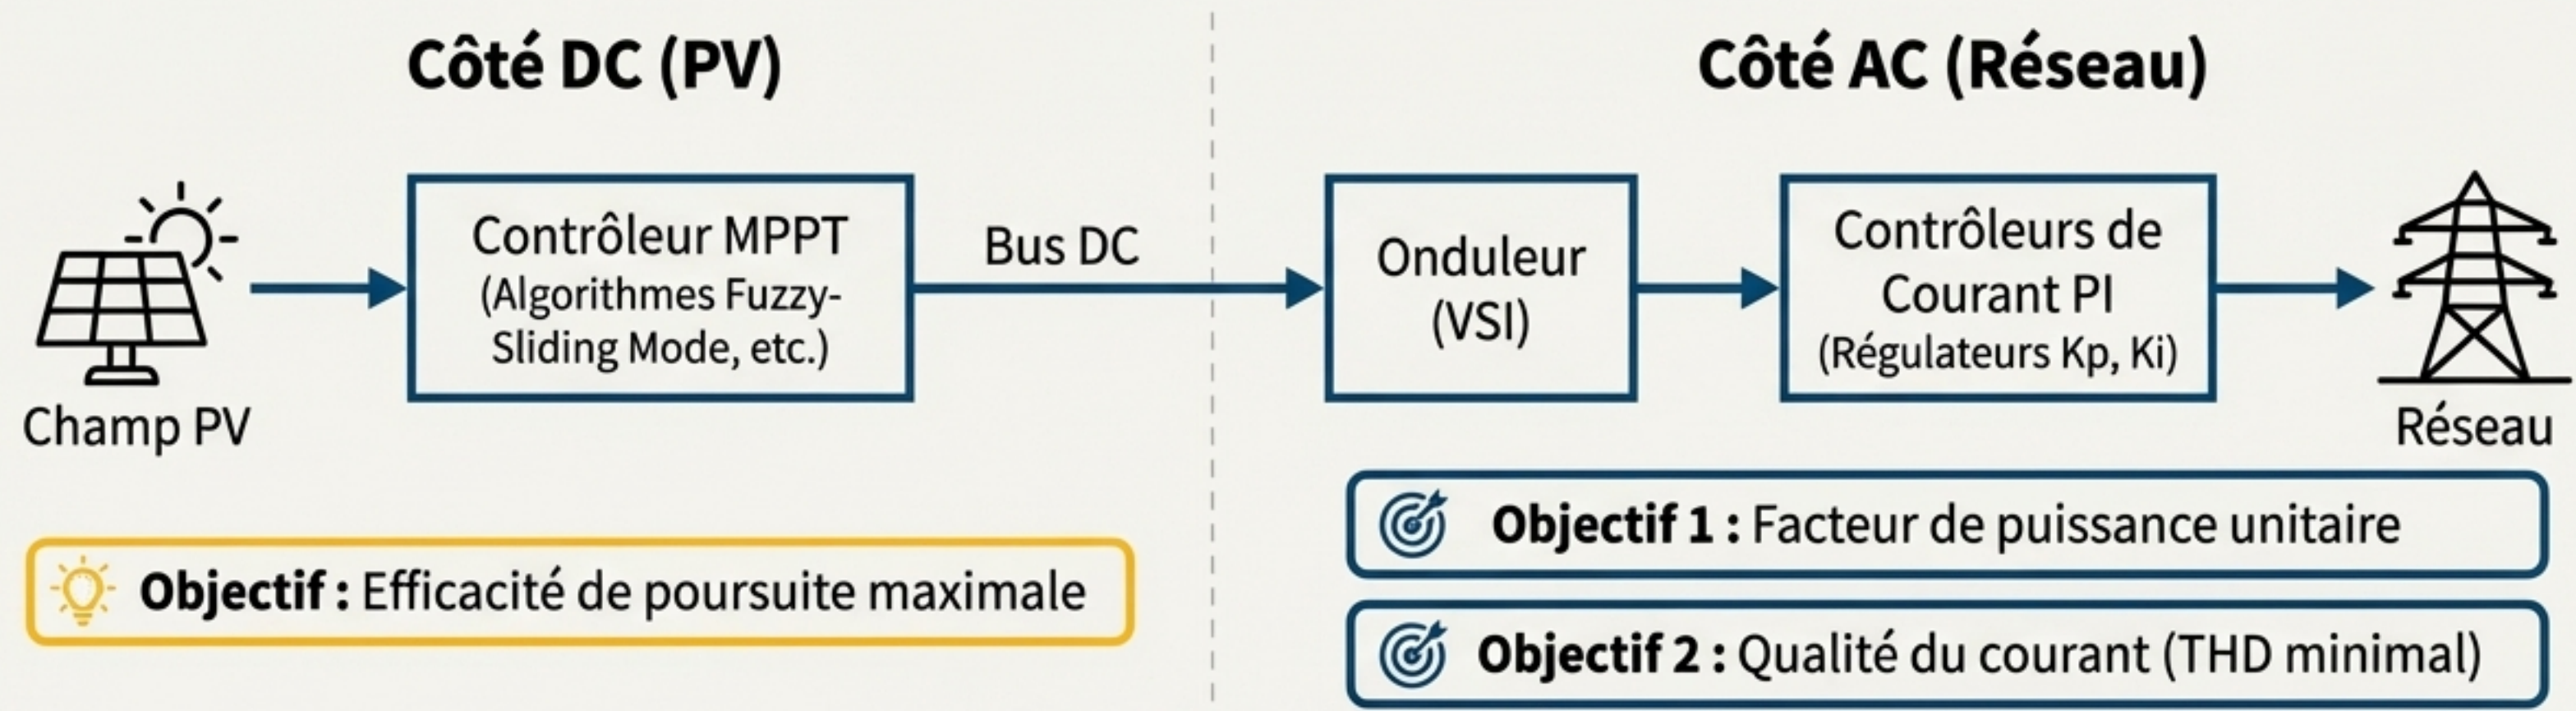 Côté DC (PV)
Côté AC (Réseau)
Champ PV
Contrôleur MPPT
(Algorithmes Fuzzy-
Sliding Mode, etc.)
Bus DC
Onduleur
(VSI)
Contrôleurs de
Courant PI
(Régulateurs Kp, Ki)
Réseau
Objectif : Efficacité de poursuite maximale
Objectif 1 : Facteur de puissance unitaire
Objectif 2 : Qualité du courant (THD minimal)